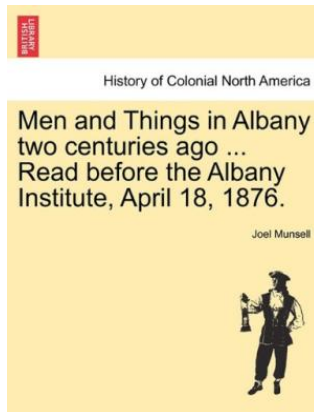 BRITISH
LIBRARY
History of Colonial North America
Men and Things in Albany
two centuries ago ...
Read before the Albany
Institute, April 18, 1876.
Joel Munsell